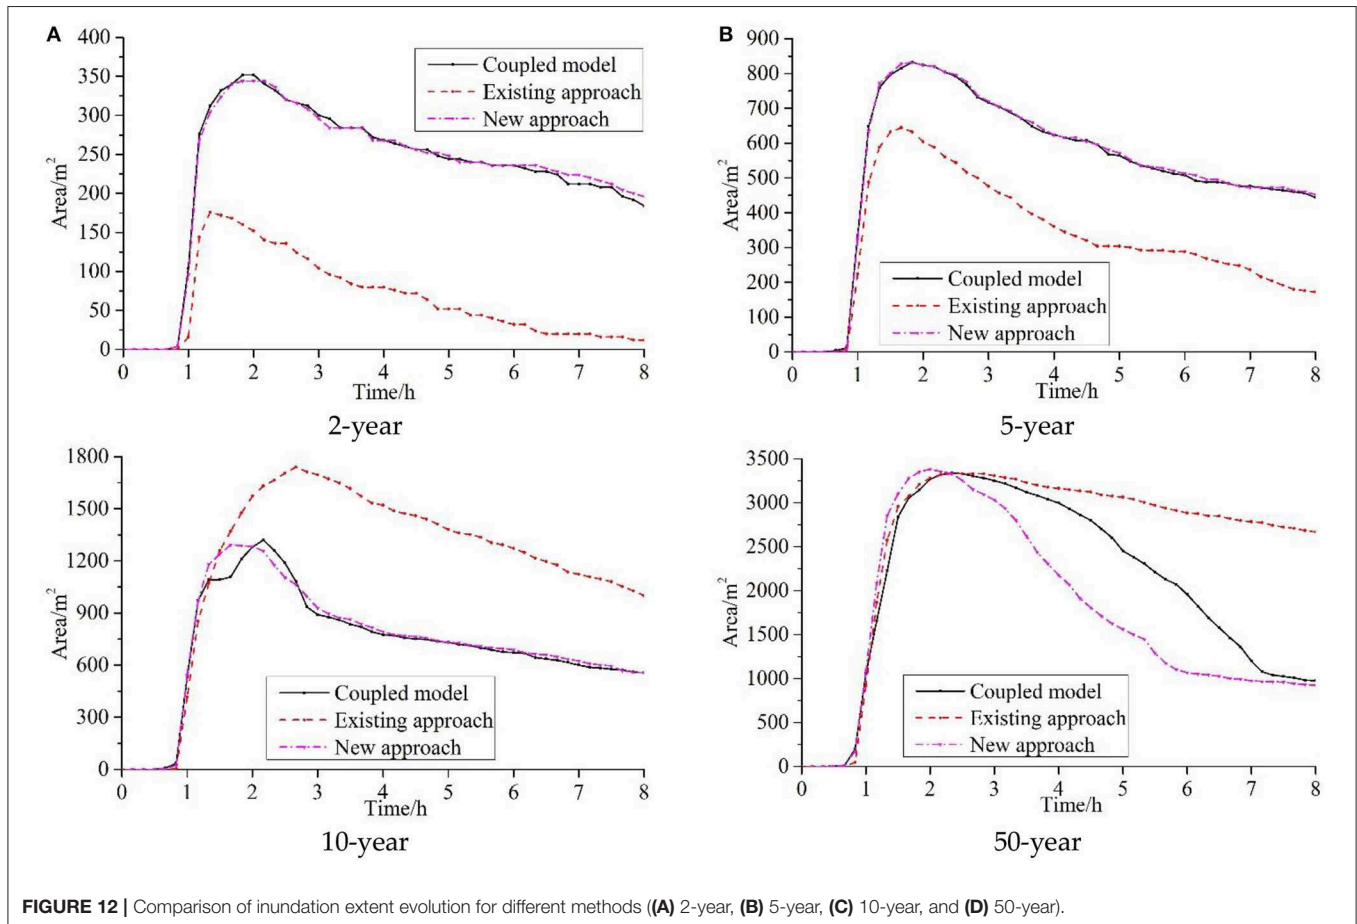 A
400
350
300
250
200
150
100
50
0
Area/m²
Coupled model
Existing approach
New approach
0 1 2 3 4 5 6 7 8
Time/h
2-year
B
900
800
700
600
500
400
300
200
100
0
Area/m²
Coupled model
Existing approach
New approach
0 1 2 3 4 5 6 7 8
Time/h
5-year
1800
1500
1200
900
600
300
0
Area/m²
Coupled model
Existing approach
New approach
0 1 2 3 4 5 6 7 8
Time/h
10-year
3500
3000
2500
2000
1500
1000
500
0
Area/m²
Coupled model
Existing approach
New approach
0 1 2 3 4 5 6 7 8
Time/h
50-year
FIGURE 12 | Comparison of inundation extent evolution for different methods ((A) 2-year, (B) 5-year, (C) 10-year, and (D) 50-year).